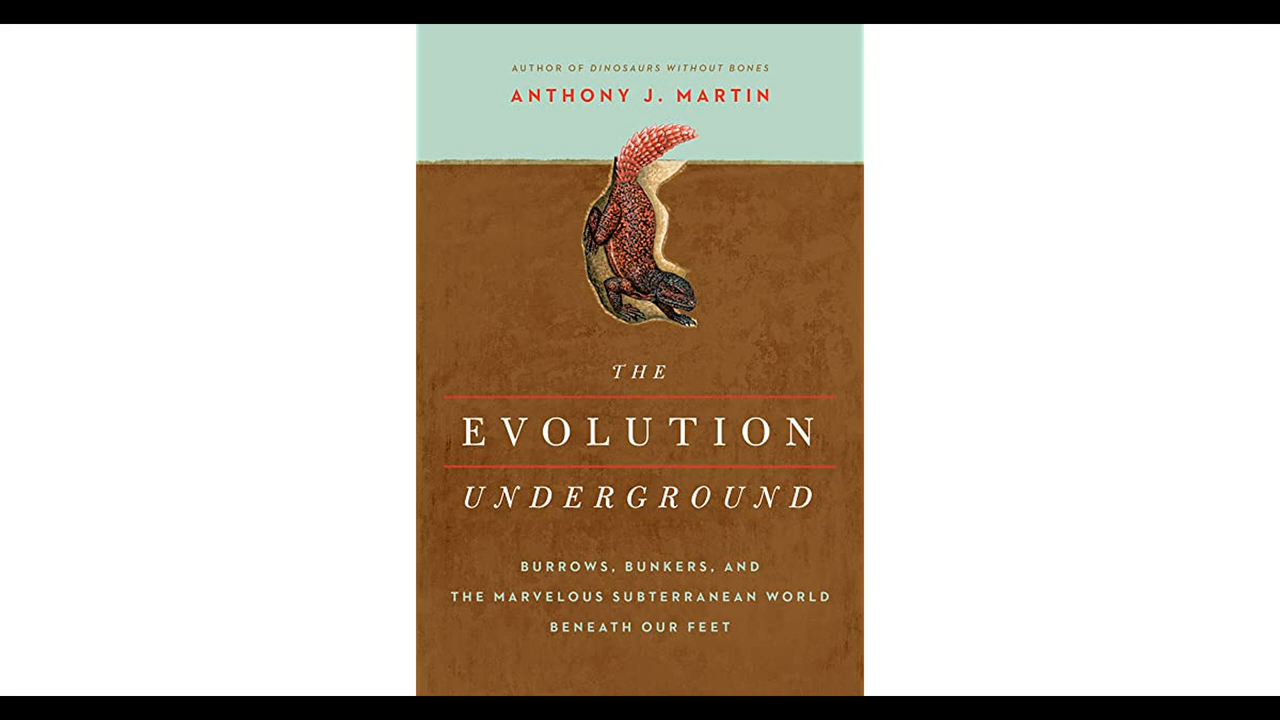 AUTHOR OF DINOSAURS WITHOUT BONES
ANTHONY J. MARTIN
THE
EVOLUTION
UNDERGROUND
BURROWS, BUNKERS, AND
THE MARVELOUS SUBTERRANEAN WORLD
BENEATH OUR FEET